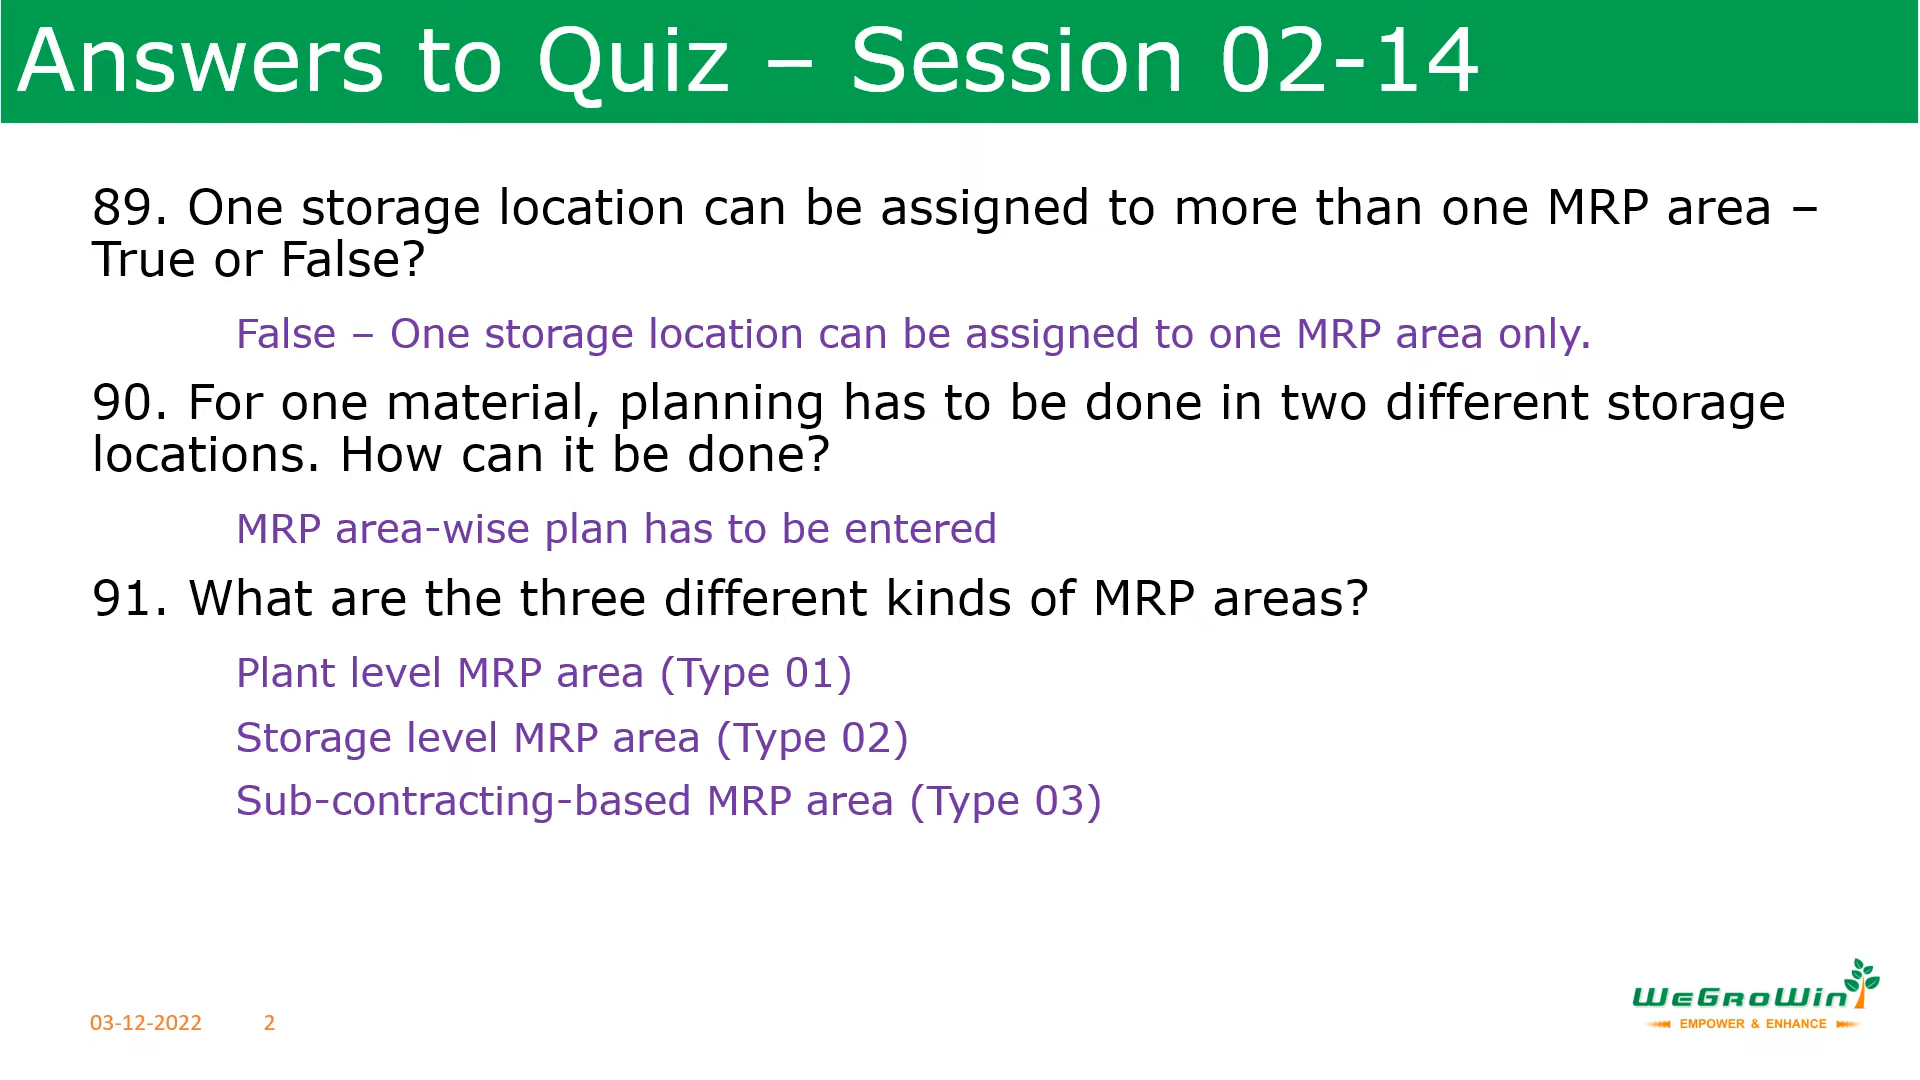 Answers to Quiz – Session 02-14
89. One storage location can be assigned to more than one MRP area –
True or False?
False – One storage location can be assigned to one MRP area only.
90. For one material, planning has to be done in two different storage
locations. How can it be done?
MRP area-wise plan has to be entered
91. What are the three different kinds of MRP areas?
Plant level MRP area (Type 01)
Storage level MRP area (Type 02)
Sub-contracting-based MRP area (Type 03)
03-12-2022 2
WeGroWin
EMPOWER & ENHANCE